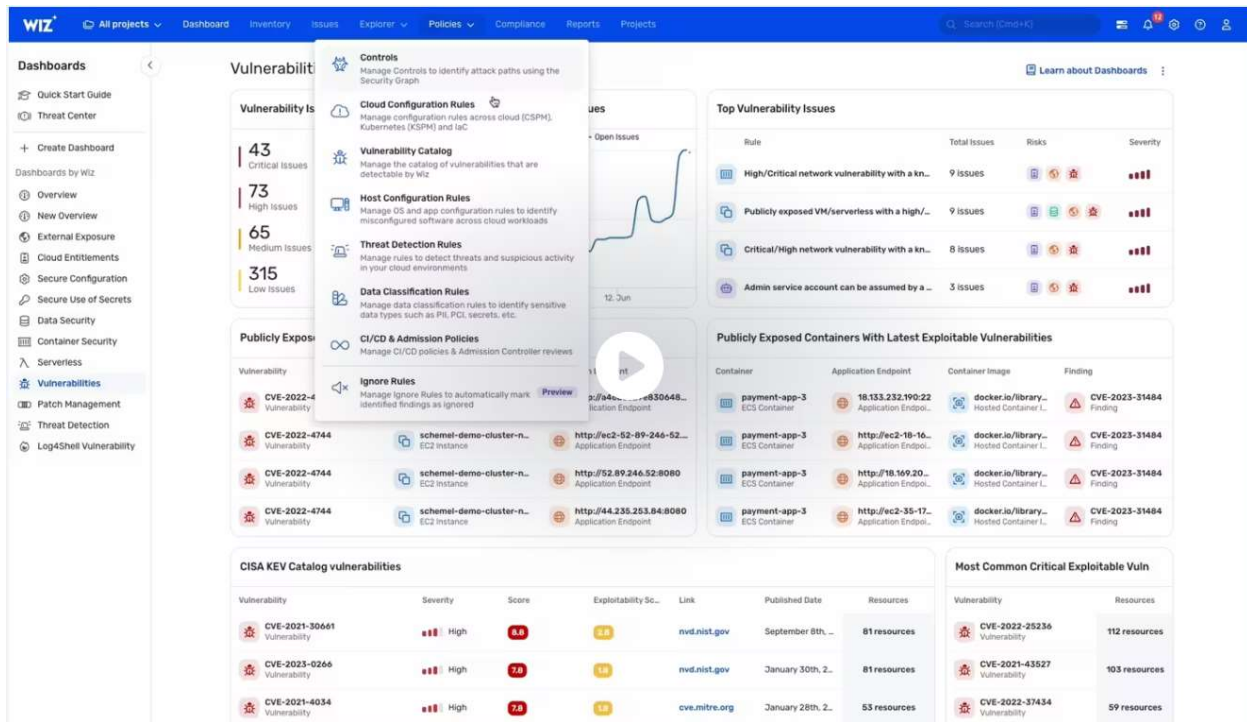 WIZ All projects Dashboard Inventory Issues Explorer Policies Compliance Reports Projects Search (Cmd+K) 12
Dashboards
Quick Start Guide
Threat Center
Create Dashboard
Dashboards by Wiz
Overview
New Overview
External Exposure
Cloud Entitlements
Secure Configuration
Secure Use of Secrets
Data Security
Container Security
Serverless
Vulnerabilities
Patch Management
Threat Detection
Log4Shell Vulnerability
Vulnerabilit
Learn about Dashboards
Controls
Manage Controls to identify attack paths using the
Security Graph
Cloud Configuration Rules
Manage configuration rules across cloud (CSPM),
Kubernetes (KSPM) and IaC
Vulnerability Catalog
Manage the catalog of vulnerabilities that are
detectable by Wiz
Host Configuration Rules
Manage OS and app configuration rules to identify
misconfigured software across cloud workloads
Threat Detection Rules
Manage rules to detect threats and suspicious activity
in your cloud environments
Data Classification Rules
Manage data classification rules to identify sensitive
data types such as PII, PCI, secrets, etc.
CI/CD & Admission Policies
Manage CI/CD policies & Admission Controller reviews
Ignore Rules
Manage Ignore Rules to automatically mark
identified findings as ignored
Preview
Vulnerability Is
43
Critical Issues
73
High Issues
65
Medium Issues
315
Low Issues
ues
Open Issues
12. Jun
Top Vulnerability Issues
Rule Total Issues Risks Severity
High/Critical network vulnerability with a kn... 9 issues
Publicly exposed VM/serverless with a high/... 9 issues
Critical/High network vulnerability with a kn... 8 issues
Admin service account can be assumed by a ... 3 issues
Publicly Expos
Vulnerability
CVE-2022-4
Vulnerability
Application Endpoint
CVE-2022-4744 schemel-demo-cluster-n... http://ec2-52-89-246-52....
Vulnerability EC2 Instance Application Endpoint
CVE-2022-4744 schemel-demo-cluster-n... http://52.89.246.52:8080
Vulnerability EC2 Instance Application Endpoint
CVE-2022-4744 schemel-demo-cluster-n... http://44.235.253.84:8080
Vulnerability EC2 Instance Application Endpoint
Publicly Exposed Containers With Latest Exploitable Vulnerabilities
Container Application Endpoint Container Image Finding
payment-app-3 18.133.232.190:22 docker.io/library... CVE-2023-31484
ECS Container Application Endpoi... Hosted Container I... Finding
payment-app-3 http://ec2-18-16... docker.io/library... CVE-2023-31484
ECS Container Application Endpoi... Hosted Container I... Finding
payment-app-3 http://18.169.20... docker.io/library... CVE-2023-31484
ECS Container Application Endpoi... Hosted Container I... Finding
payment-app-3 http://ec2-35-17... docker.io/library... CVE-2023-31484
ECS Container Application Endpoi... Hosted Container I... Finding
CISA KEV Catalog vulnerabilities
Vulnerability Severity Score Exploitability Sc... Link Published Date Resources
CVE-2021-30661 High 8.8 2.8 nvd.nist.gov September 8th, ... 81 resources
Vulnerability
CVE-2023-0266 High 7.8 1.8 nvd.nist.gov January 30th, 2... 81 resources
Vulnerability
CVE-2021-4034 High 7.8 1.8 cve.mitre.org January 28th, 2... 53 resources
Vulnerability
Most Common Critical Exploitable Vuln
Vulnerability Resources
CVE-2022-25236 112 resources
Vulnerability
CVE-2021-43527 103 resources
Vulnerability
CVE-2022-37434 59 resources
Vulnerability